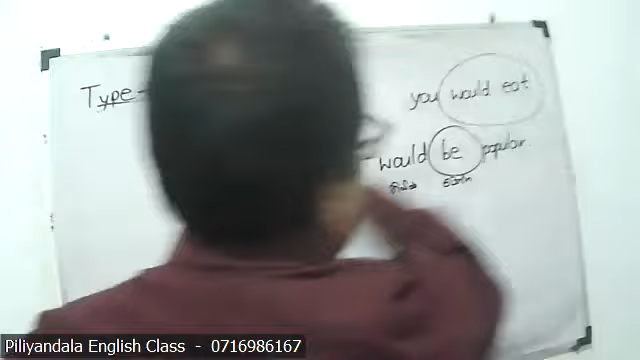 Type-
you would eat
would be popular.
Piliyandala English Class - 0716986167